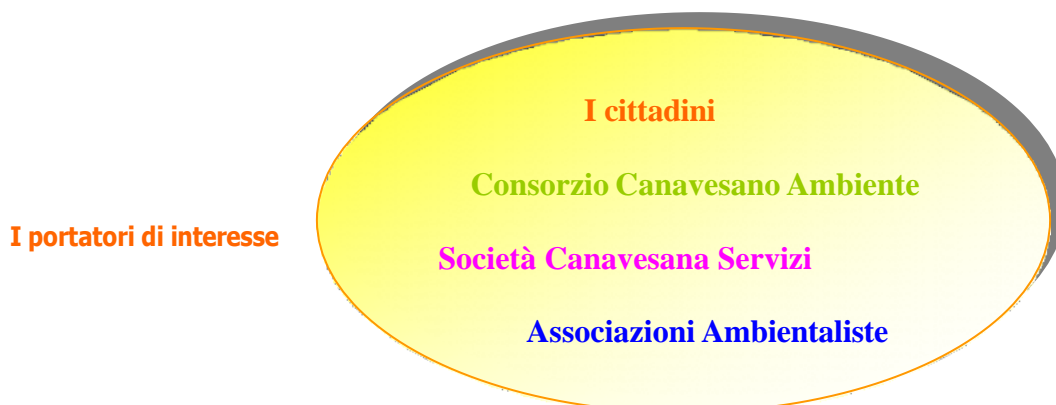 I cittadini
Consorzio Canavesano Ambiente
I portatori di interesse
Società Canavesana Servizi
Associazioni Ambientaliste